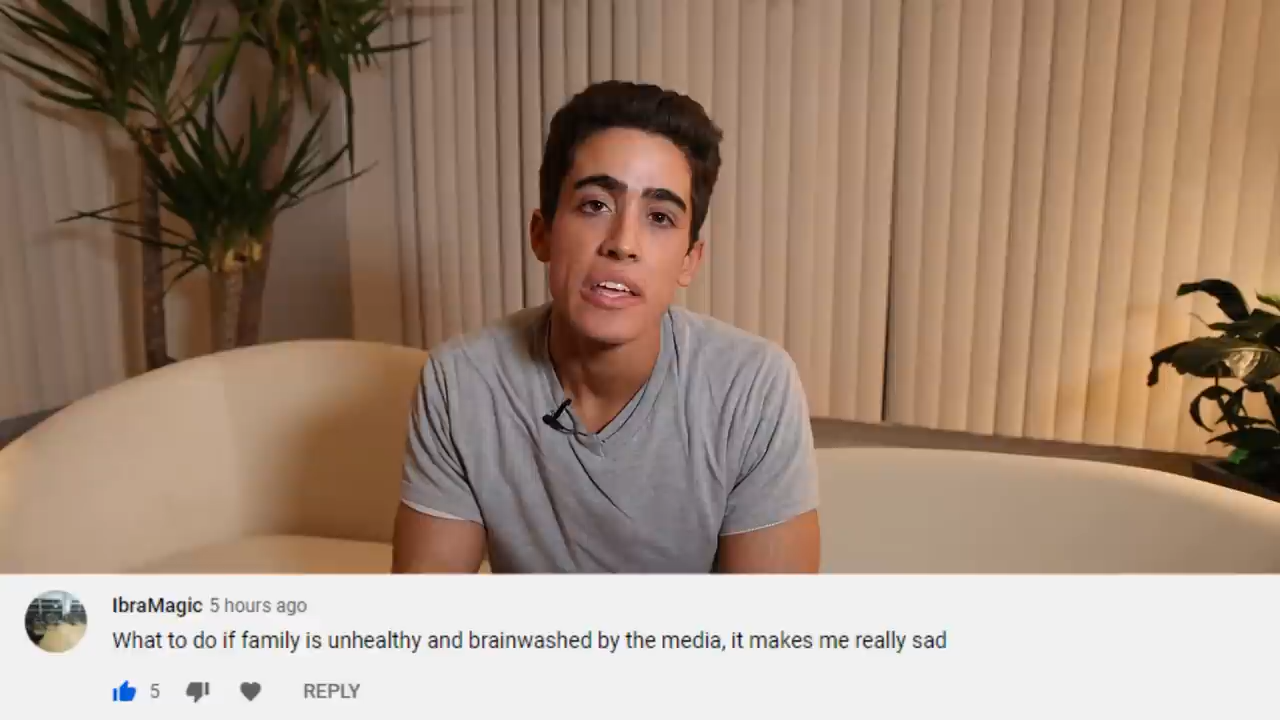 IbraMagic 5 hours ago
What to do if family is unhealthy and brainwashed by the media, it makes me really sad
5 REPLY